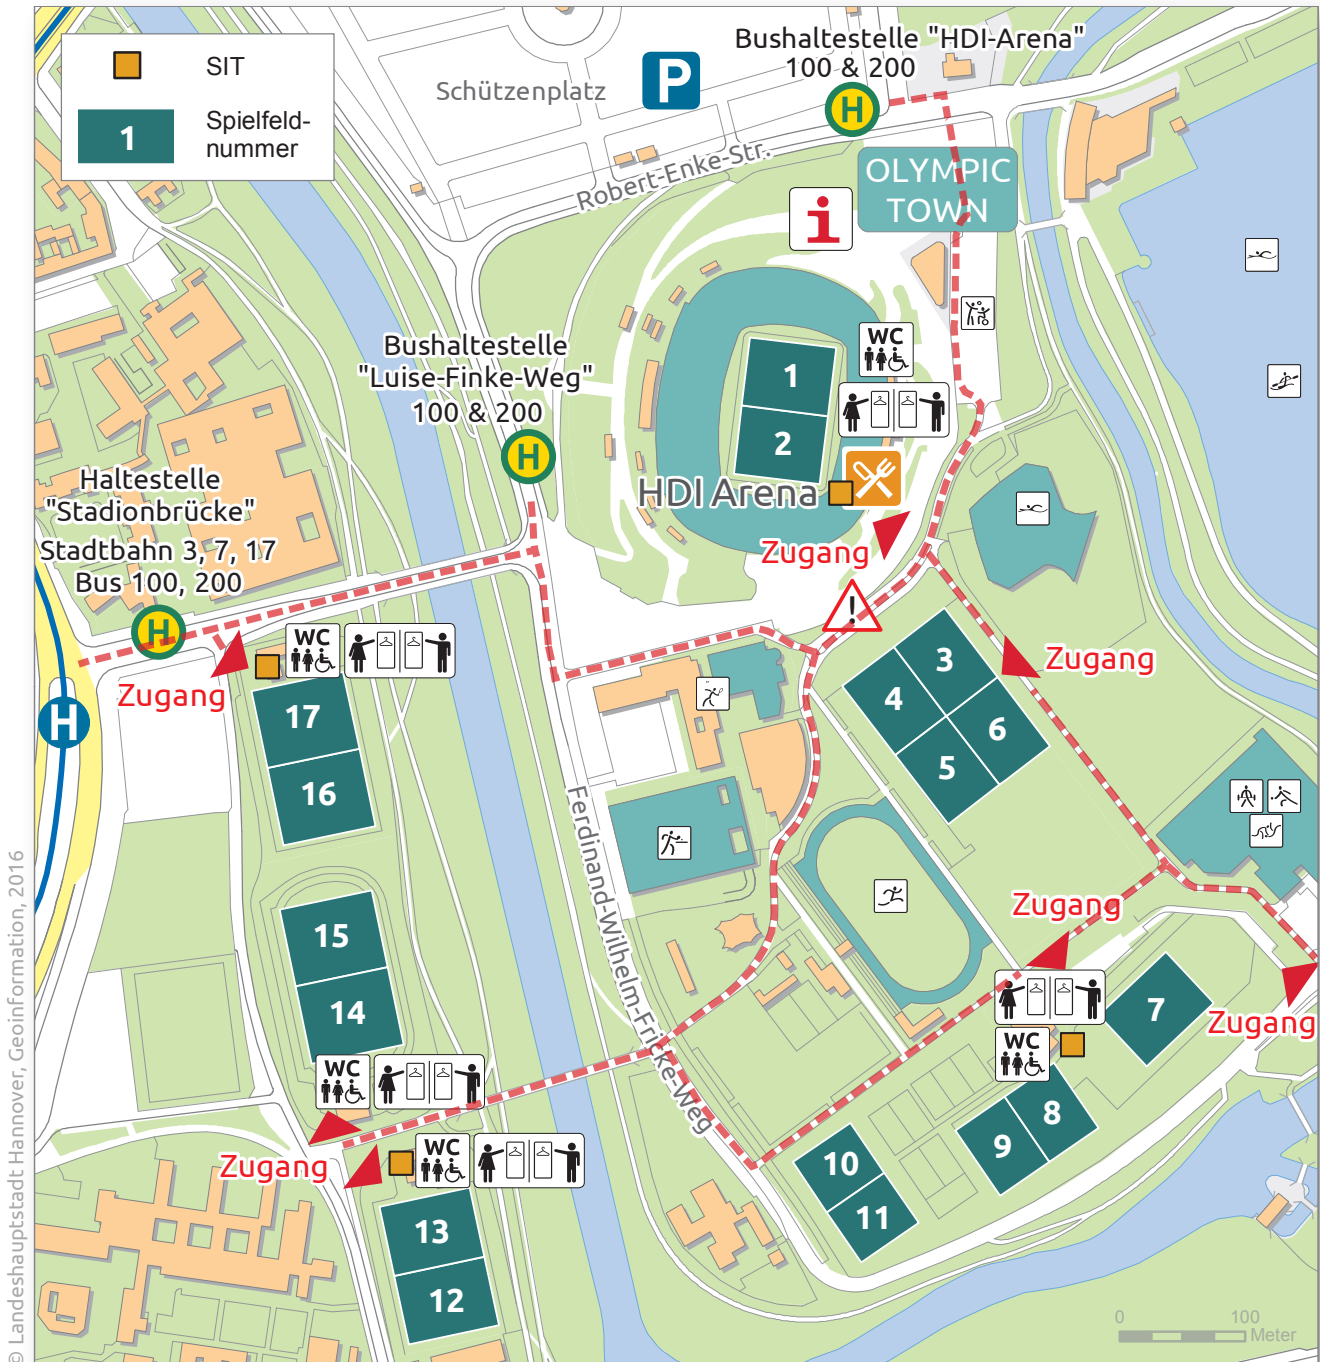 SIT
1
Spielfeld-
nummer
Schützenplatz
P
Bushaltestelle "HDI-Arena"
100 & 200
H
Robert-Enke-Str.
OLYMPIC
TOWN
i
Bushaltestelle
"Luise-Finke-Weg"
100 & 200
H
WC
1
2
HDI Arena
Zugang
!
Haltestelle
"Stadionbrücke"
Stadtbahn 3, 7, 17
Bus 100, 200
H
WC
Zugang
H
17
16
3
4
6
5
Zugang
Ferdinand-Wilhelm-Fricke-Weg
15
14
Zugang
7
Zugang
WC
WC
8
9
10
11
Zugang
WC
13
12
0 100
Meter
© Landeshauptstadt Hannover, Geoinformation, 2016